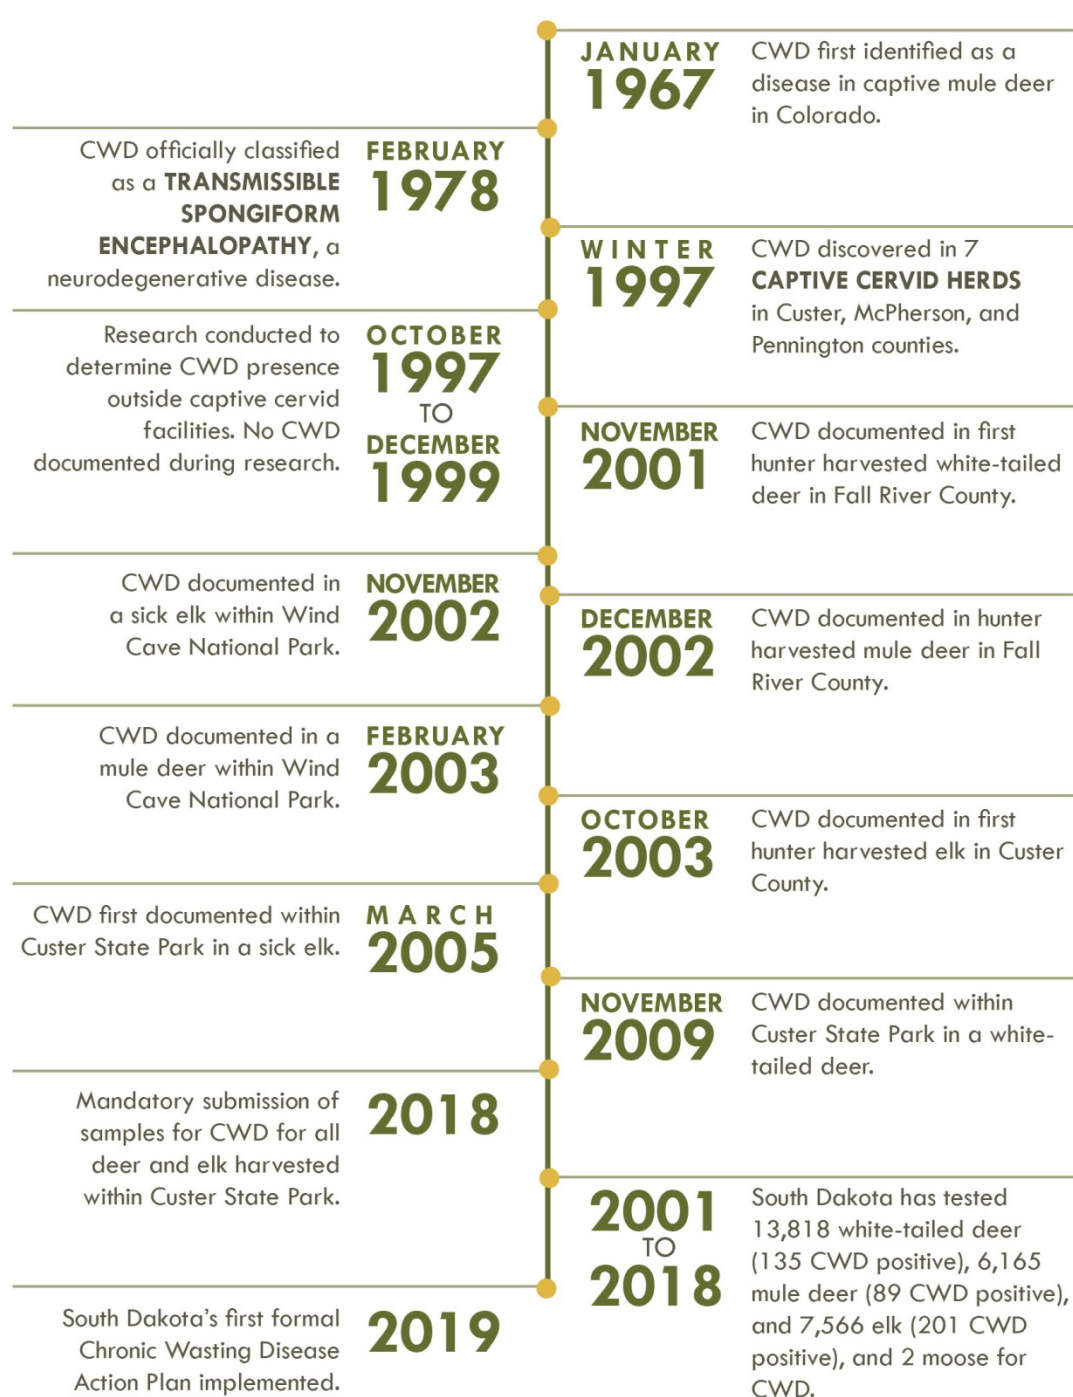 JANUARY
1967
CWD first identified as a
disease in captive mule deer
in Colorado.
FEBRUARY
1978
CWD officially classified
as a TRANSMISSIBLE
SPONGIFORM
ENCEPHALOPATHY, a
neurodegenerative disease.
WINTER
1997
CWD discovered in 7
CAPTIVE CERVID HERDS
in Custer, McPherson, and
Pennington counties.
OCTOBER
1997
TO
DECEMBER
1999
Research conducted to
determine CWD presence
outside captive cervid
facilities. No CWD
documented during research.
NOVEMBER
2001
CWD documented in first
hunter harvested white-tailed
deer in Fall River County.
NOVEMBER
2002
CWD documented in
a sick elk within Wind
Cave National Park.
DECEMBER
2002
CWD documented in hunter
harvested mule deer in Fall
River County.
FEBRUARY
2003
CWD documented in a
mule deer within Wind
Cave National Park.
OCTOBER
2003
CWD documented in first
hunter harvested elk in Custer
County.
MARCH
2005
CWD first documented within
Custer State Park in a sick elk.
NOVEMBER
2009
CWD documented within
Custer State Park in a white-
tailed deer.
2018
Mandatory submission of
samples for CWD for all
deer and elk harvested
within Custer State Park.
2001
TO
2018
South Dakota has tested
13,818 white-tailed deer
(135 CWD positive), 6,165
mule deer (89 CWD positive),
and 7,566 elk (201 CWD
positive), and 2 moose for
CWD.
2019
South Dakota's first formal
Chronic Wasting Disease
Action Plan implemented.